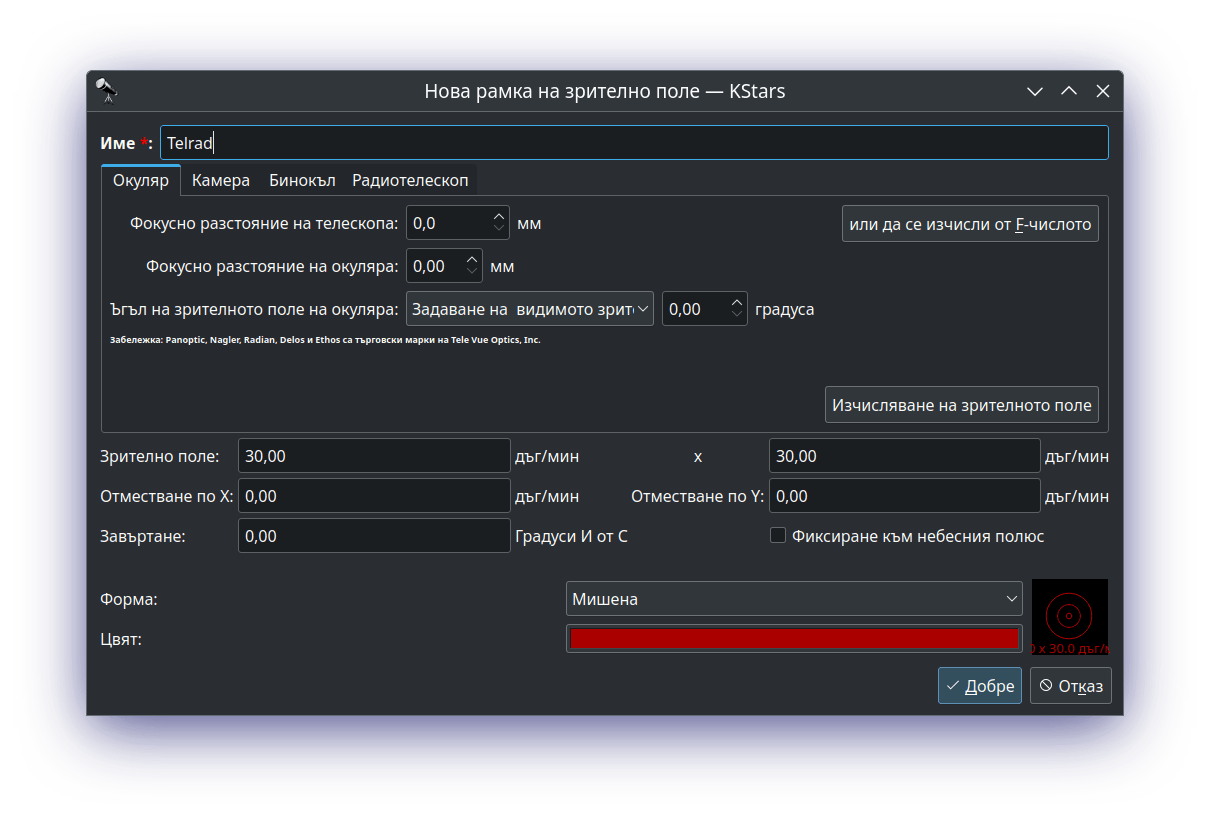 Нова рамка на зрително поле — KStars
Име *: Telrad
Окуляр Камера Бинокъл Радиотелескоп
Фокусно разстояние на телескопа: 0,0 мм или да се изчисли от F-числото
Фокусно разстояние на окуляра: 0,00 мм
Ъгъл на зрителното поле на окуляра: Задаване на видимото 0,00 градуса
Забележка: Panoptic, Nagler, Radian, Delos и Ethos са търговски марки на Tele Vue Optics, Inc.
Изчисляване на зрителното поле
Зрително поле: 30,00 дъг/мин x 30,00 дъг/мин
Отместване по X: 0,00 дъг/мин Отместване по Y: 0,00 дъг/мин
Завъртане: 0,00 Градуси И от С Фиксиране към небесния полюс
Форма: Мишена
Цвят:
x 30.0
Добре Отказ